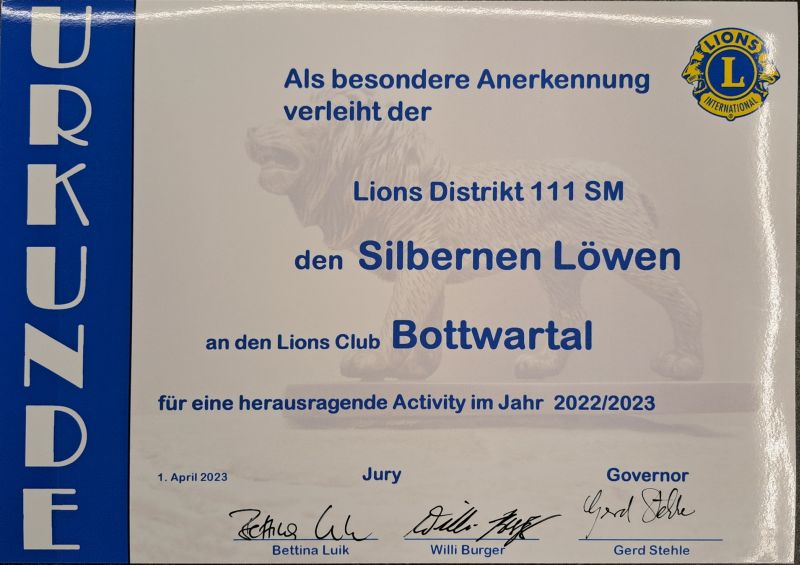 URKUNDE
LIONS
L
INTERNATIONAL
Als besondere Anerkennung
verleiht der
Lions Distrikt 111 SM
den Silbernen Löwen
an den Lions Club Bottwartal
für eine herausragende Activity im Jahr 2022/2023
1. April 2023 Jury Governor
Gerd Stehle
Bettina Luik Willi Burger Gerd Stehle